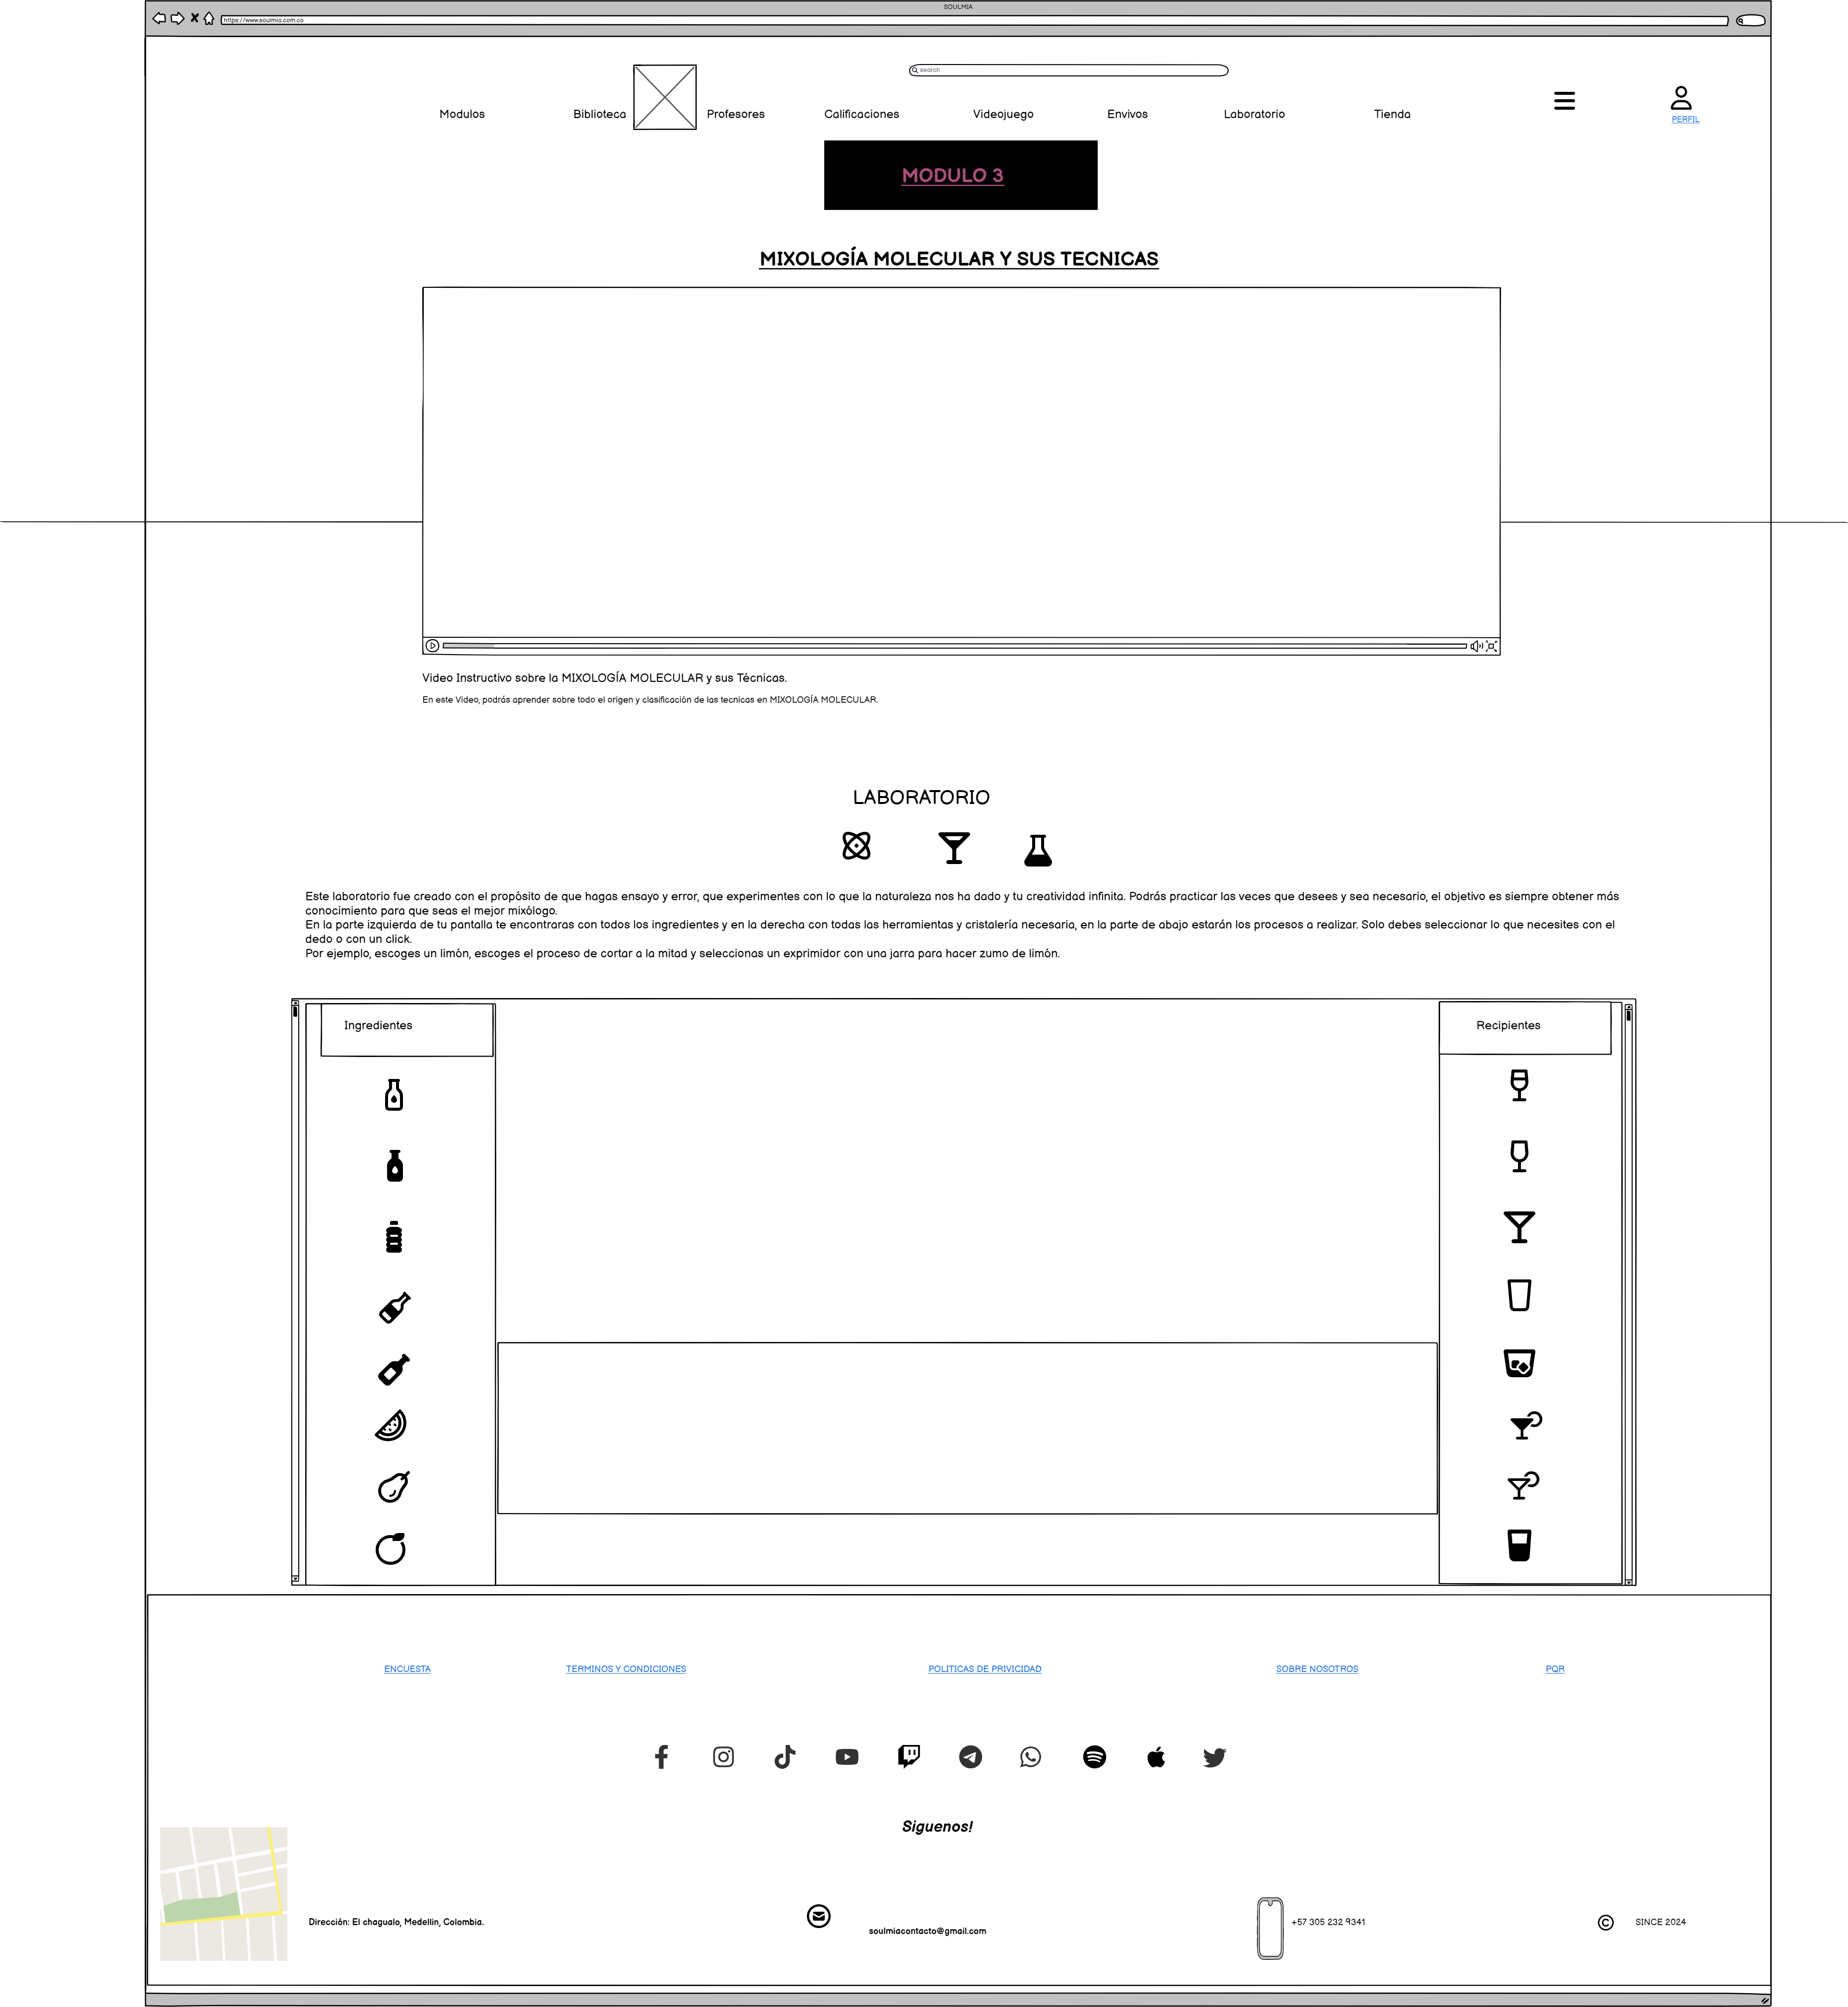 SOULMIA
https://www.soulmia.com.co
search
Modulos Biblioteca Profesores Calificaciones Videojuego Envivos Laboratorio Tienda
PERFIL
MODULO 3
MIXOLOGÍA MOLECULAR Y SUS TECNICAS
Video Instructivo sobre la MIXOLOGÍA MOLECULAR y sus Técnicas.
En este Video, podrás aprender sobre todo el origen y clasificación de las tecnicas en MIXOLOGÍA MOLECULAR.
LABORATORIO
Este laboratorio fue creado con el propósito de que hagas ensayo y error, que experimentes con lo que la naturaleza nos ha dado y tu creatividad infinita. Podrás practicar las veces que desees y sea necesario, el objetivo es siempre obtener más
conocimiento para que seas el mejor mixólogo.
En la parte izquierda de tu pantalla te encontraras con todos los ingredientes y en la derecha con todas las herramientas y cristalería necesaria, en la parte de abajo estarán los procesos a realizar. Solo debes seleccionar lo que necesites con el
dedo o con un click.
Por ejemplo, escoges un limón, escoges el proceso de cortar a la mitad y seleccionas un exprimidor con una jarra para hacer zumo de limón.
Ingredientes
Recipientes
ENCUESTA TERMINOS Y CONDICIONES POLITICAS DE PRIVICIDAD SOBRE NOSOTROS PQR
Siguenos!
Dirección: El chagualo, Medellin, Colombia.
soulmiacontacto@gmail.com
+57 305 232 9341
SINCE 2024